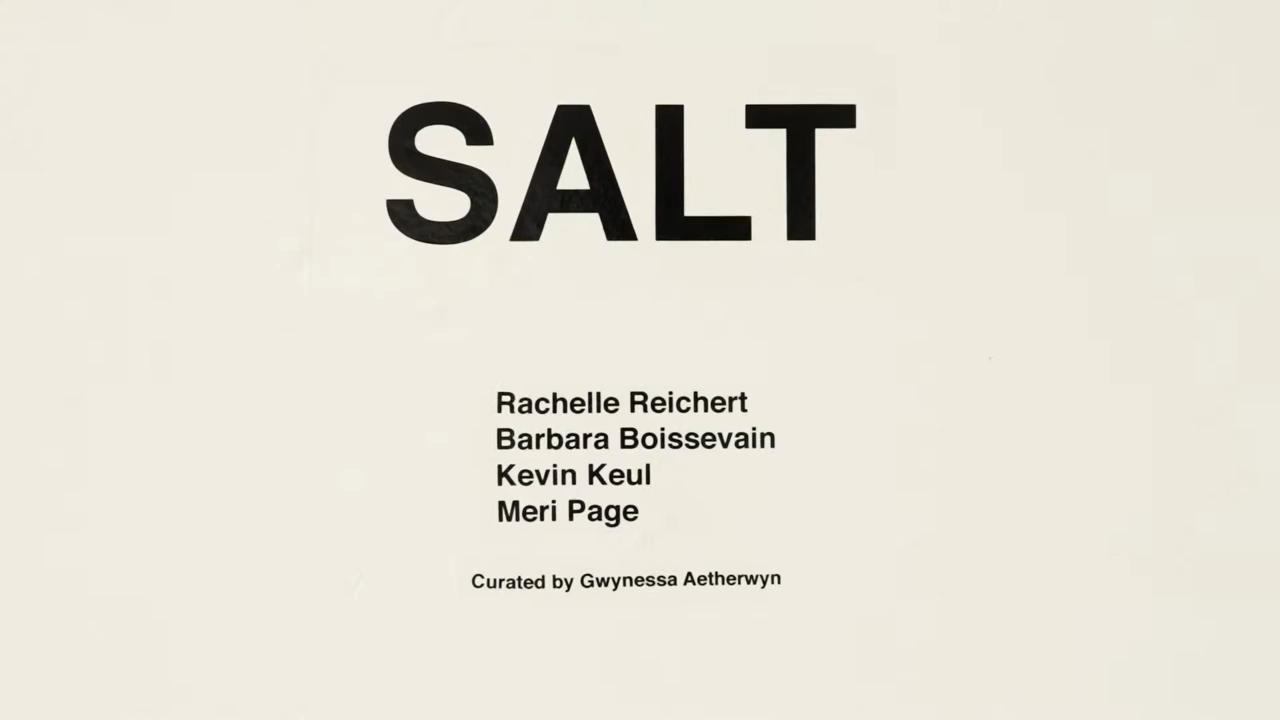 SALT
Rachelle Reichert
Barbara Boissevain
Kevin Keul
Meri Page
Curated by Gwynessa Aetherwyn